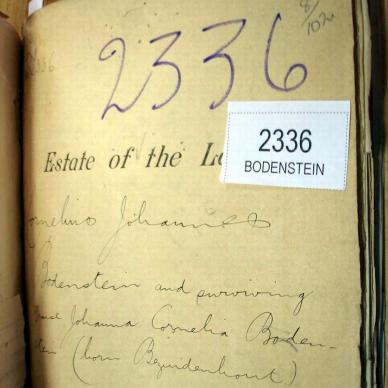 8/102
2336
2336
BODENSTEIN
Estate of the L
Cornelius Johannes
Bodenstein and surviving
Spouse Johanna Cornelia Boden-
stein (born Bezuidenhout)